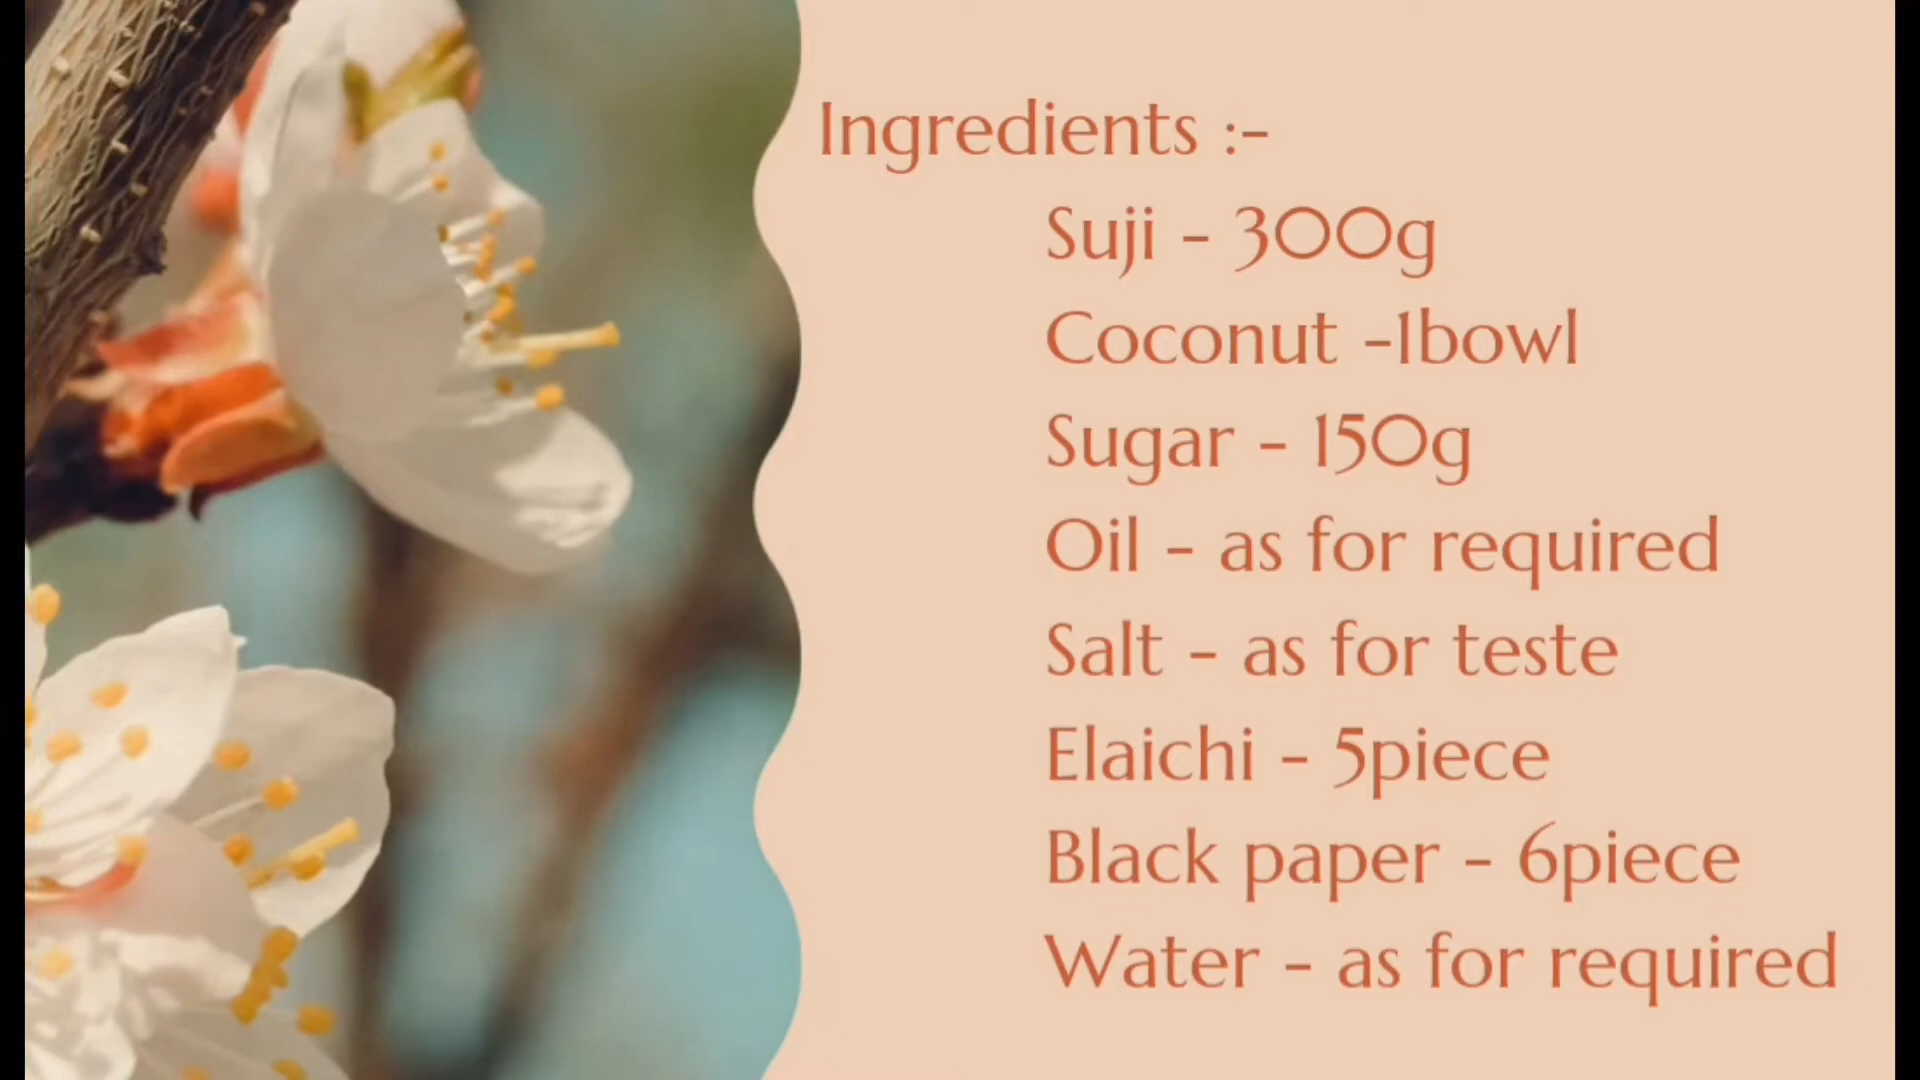 Ingredients :-
Suji - 300g
Coconut -1bowl
Sugar - 150g
Oil - as for required
Salt - as for teste
Elaichi - 5piece
Black paper - 6piece
Water - as for required